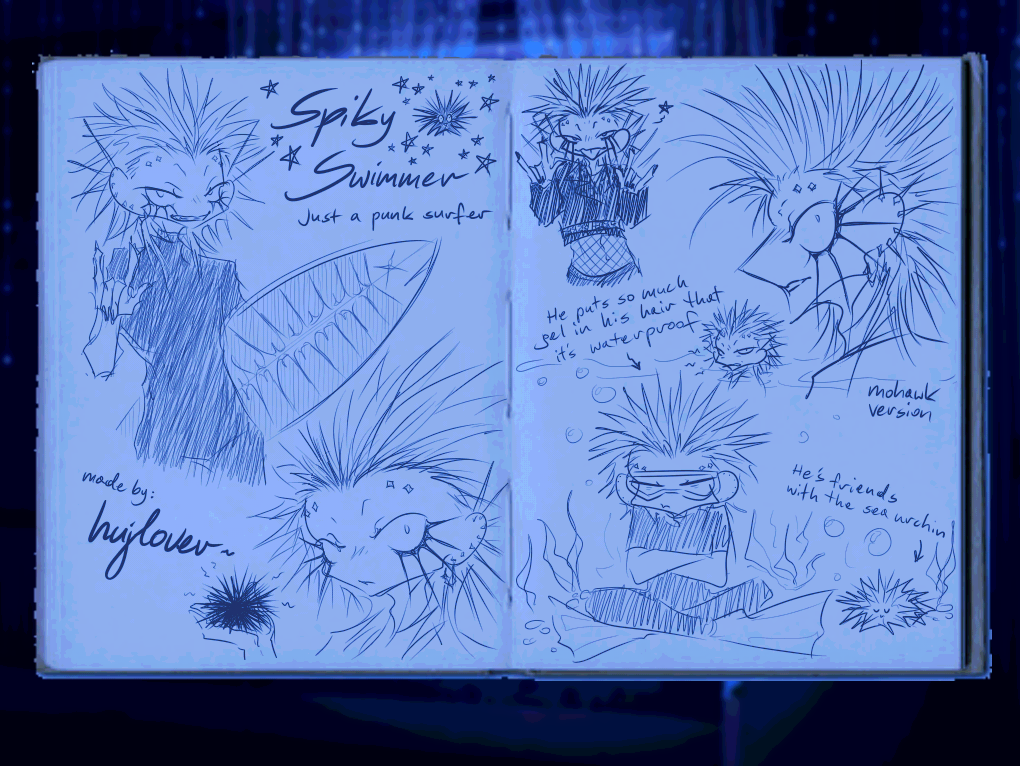 Spiky
Swimmer
Just a punk surfer
made by:
hujlover~
He puts so much
gel in his hair that
it's waterproof
mohawk
version
He's friends
with the sea urchin